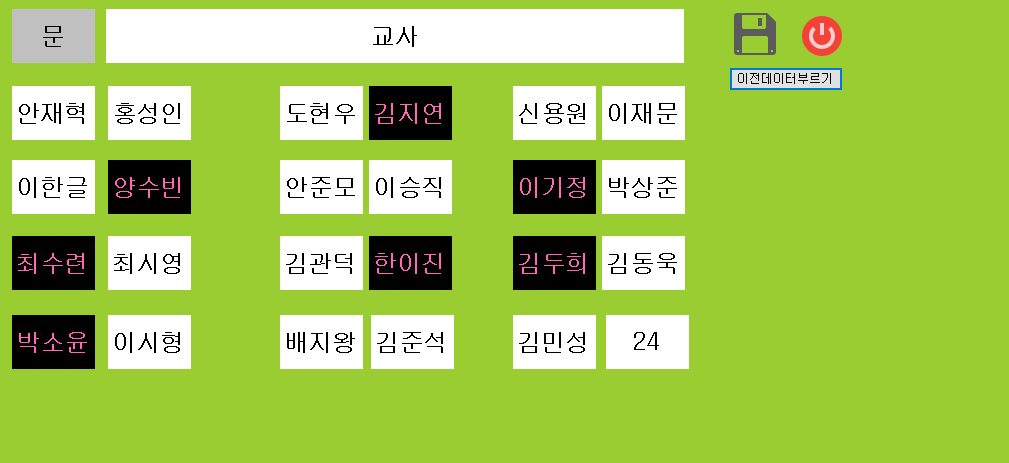 문 교사
이전데이터부르기
안재혁 홍성인 도현우 김지연 신용원 이재문
이한글 양수빈 안준모 이승직 이기정 박상준
최수련 최시영 김관덕 한이진 김두희 김동욱
박소윤 이시형 배지왕 김준석 김민성 24